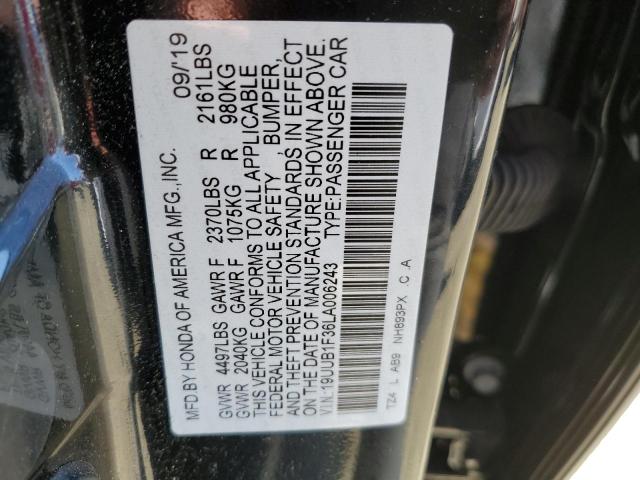 MFD.BY HONDA OF AMERICA MFG.,INC. 09/'19
GVWR 4497LBS GAWR F 2370LBS R 2161LBS
GVWR 2040KG GAWR F 1075KG R 980KG
THIS VEHICLE CONFORMS TO ALL APPLICABLE
FEDERAL MOTOR VEHICLE SAFETY, BUMPER,
AND THEFT PREVENTION STANDARDS IN EFFECT
ON THE DATE OF MANUFACTURE SHOWN ABOVE.
V.I.N.:19UUB1F36LA006243 TYPE:PASSENGER CAR
TZ4 L AB9 NH893PX .C .A